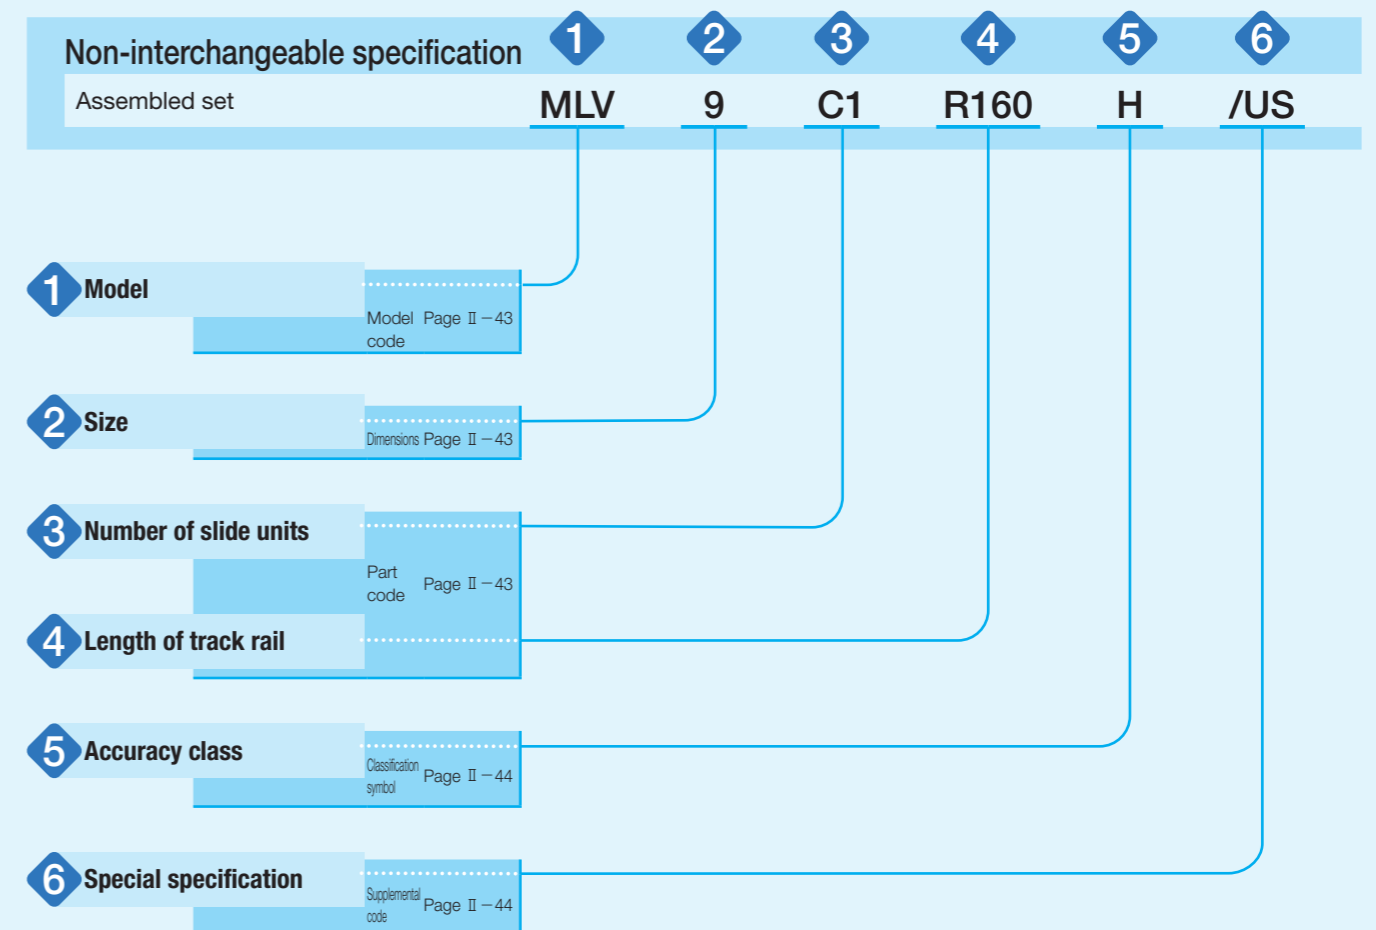 1 2 3 4 5 6
Non-interchangeable specification
Assembled set MLV 9 C1 R160 H /US
1 Model
Model code Page Ⅱ－43
2 Size
Dimensions Page Ⅱ－43
3 Number of slide units
Part code Page Ⅱ－43
4 Length of track rail
5 Accuracy class
Classification symbol Page Ⅱ－44
6 Special specification
Supplemental code Page Ⅱ－44